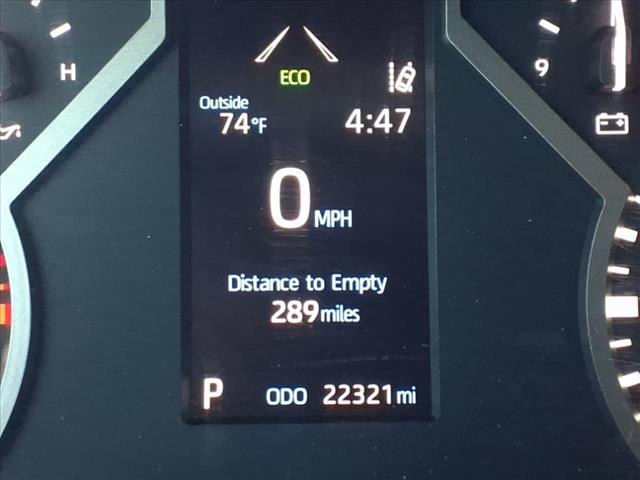 ECO
H
9
Outside
74°F
4:47
0 MPH
Distance to Empty
289 miles
P
ODO 22321 mi